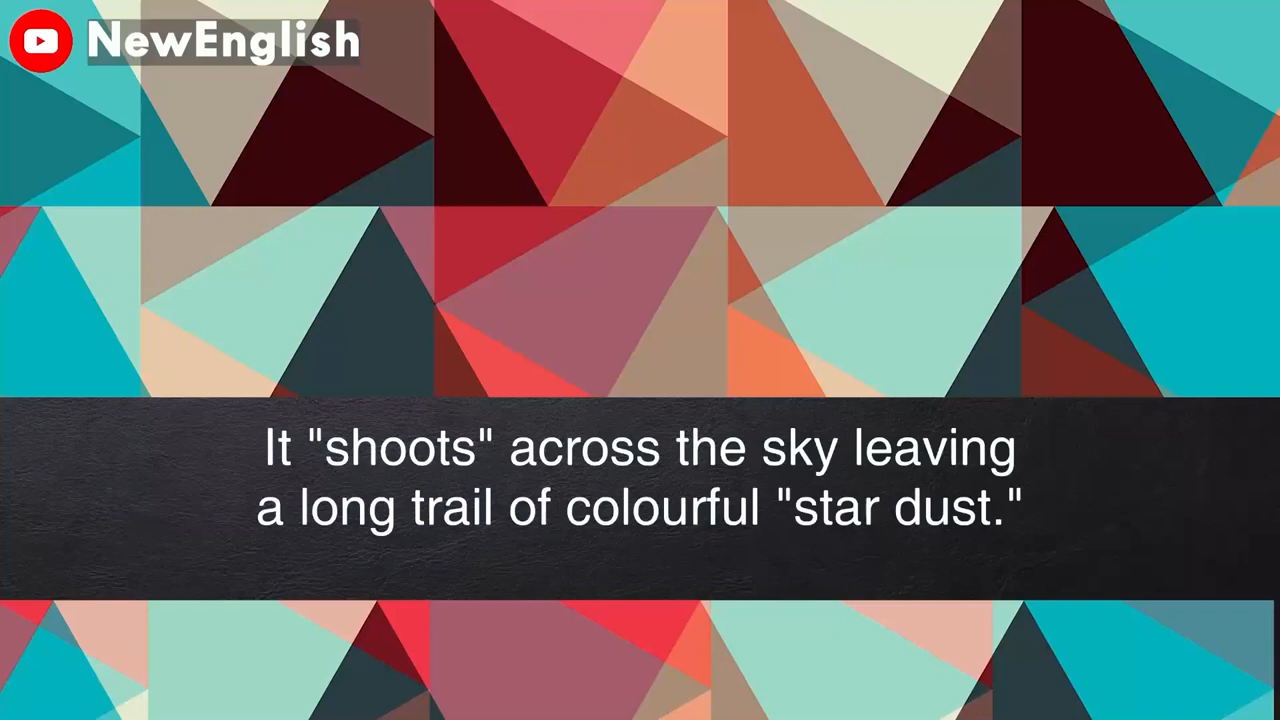 NewEnglish
It "shoots" across the sky leaving
a long trail of colourful "star dust."